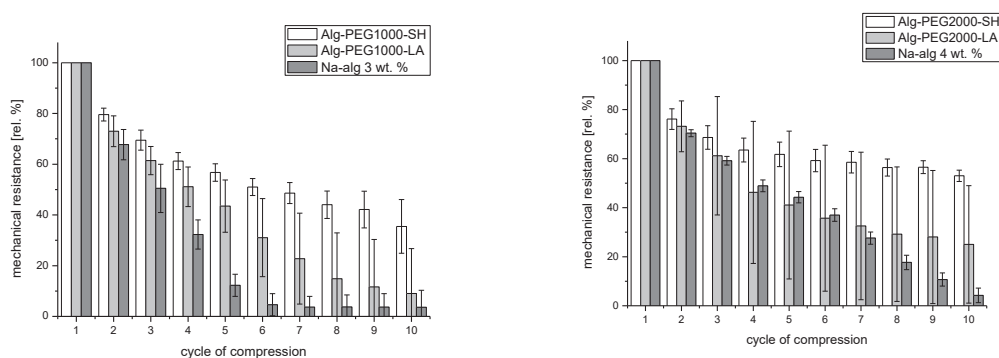 Alg-PEG1000-SH
Alg-PEG1000-LA
Na-alg 3 wt. %
mechanical resistance [rel. %]
100
80
60
40
20
0
1 2 3 4 5 6 7 8 9 10
cycle of compression
Alg-PEG2000-SH
Alg-PEG2000-LA
Na-alg 4 wt. %
mechanical resistance [rel. %]
100
80
60
40
20
0
1 2 3 4 5 6 7 8 9 10
cycle of compression